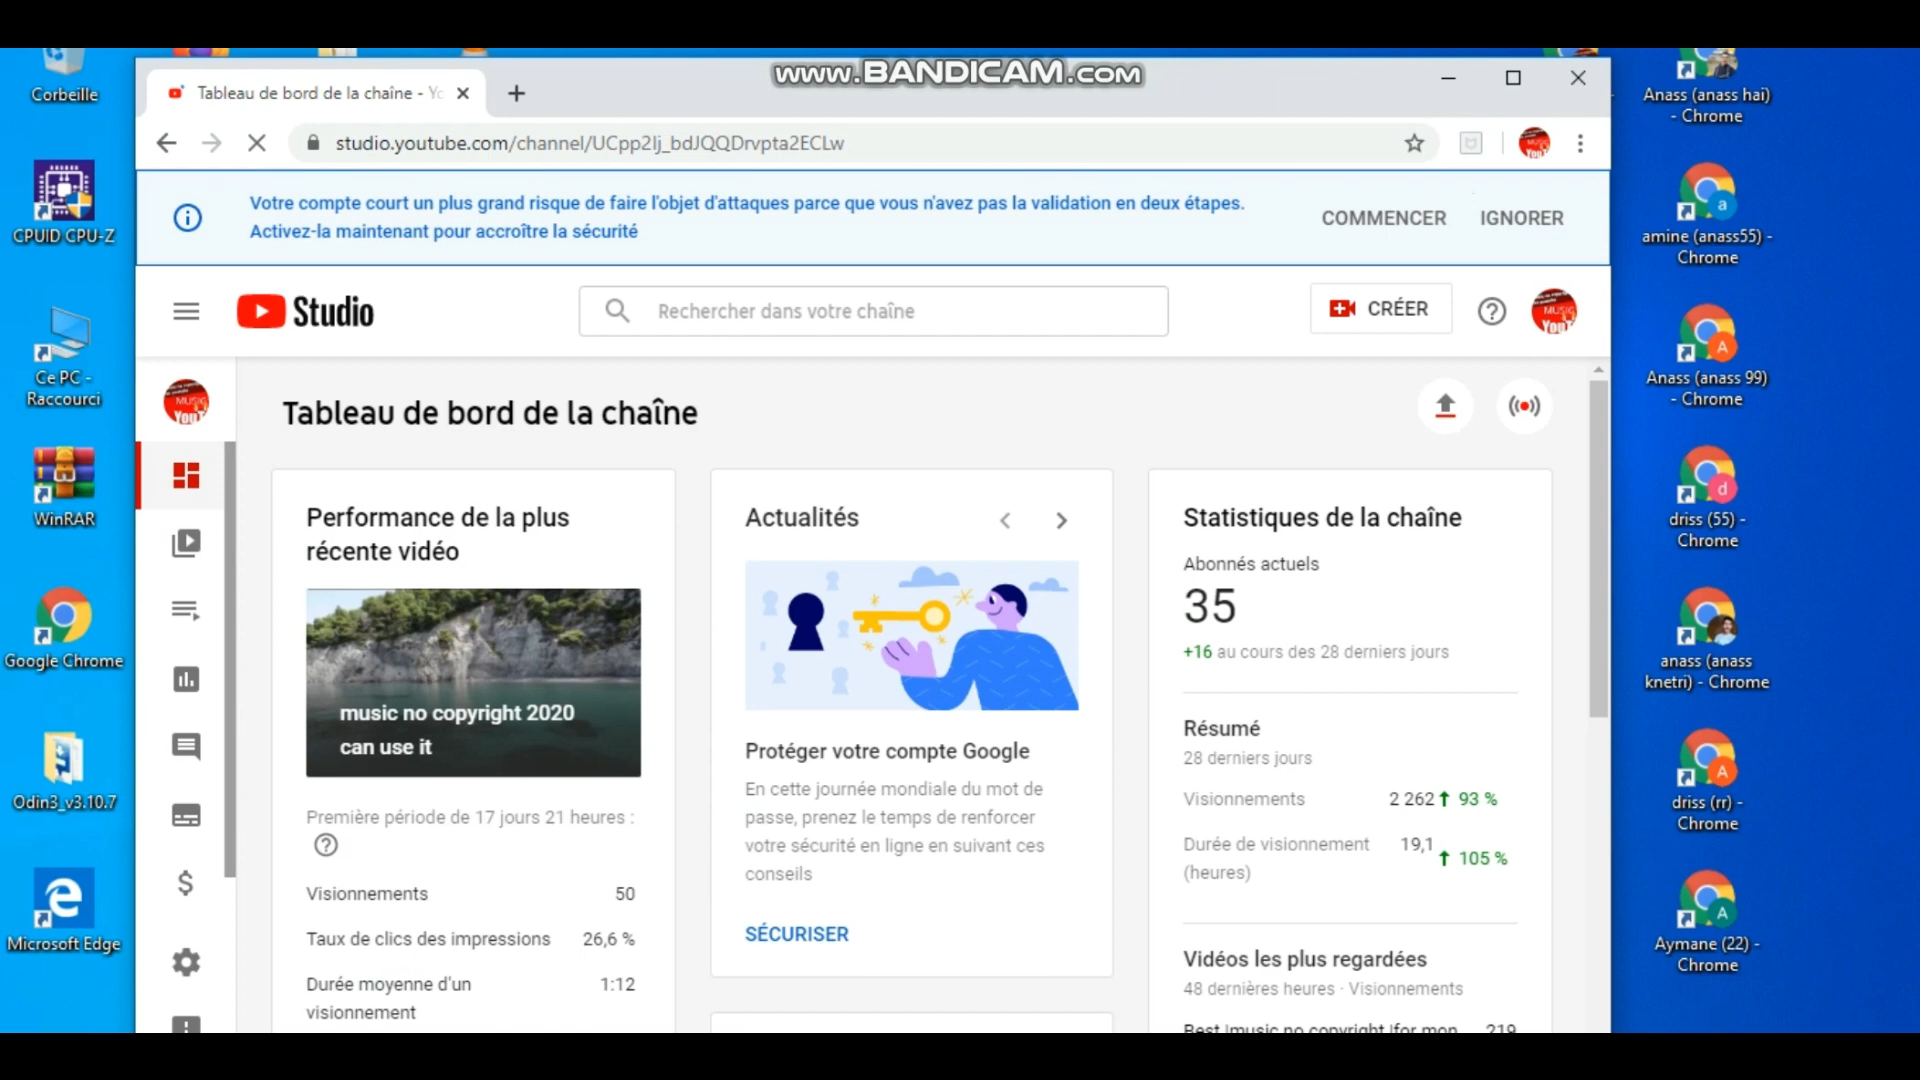 www.BANDICAM.com
Corbeille
CPUID CPU-Z
Ce PC -
Raccourci
WinRAR
Google Chrome
Odin3_v3.10.7
Microsoft Edge
Tableau de bord de la chaîne - Yo
studio.youtube.com/channel/UCpp2Ij_bdJQQDrvpta2ECLw
Votre compte court un plus grand risque de faire l'objet d'attaques parce que vous n'avez pas la validation en deux étapes.
Activez-la maintenant pour accroître la sécurité
COMMENCER
IGNORER
Studio
Rechercher dans votre chaîne
CRÉER
MUSIC
YouT
Tableau de bord de la chaîne
Performance de la plus
récente vidéo
music no copyright 2020
can use it
Première période de 17 jours 21 heures :
Visionnements 50
Taux de clics des impressions 26,6 %
Durée moyenne d'un 1:12
visionnement
Actualités
Protéger votre compte Google
En cette journée mondiale du mot de
passe, prenez le temps de renforcer
votre sécurité en ligne en suivant ces
conseils
SÉCURISER
Statistiques de la chaîne
Abonnés actuels
35
+16 au cours des 28 derniers jours
Résumé
28 derniers jours
Visionnements 2 262 93 %
Durée de visionnement 19,1 105 %
(heures)
Vidéos les plus regardées
48 dernières heures · Visionnements
Best |music no copyright |for mon... 219
Anass (anass hai)
- Chrome
a
amine (anass55) -
Chrome
A
Anass (anass 99)
- Chrome
d
driss (55) -
Chrome
anass (anass
knetri) - Chrome
A
driss (rr) -
Chrome
A
Aymane (22) -
Chrome